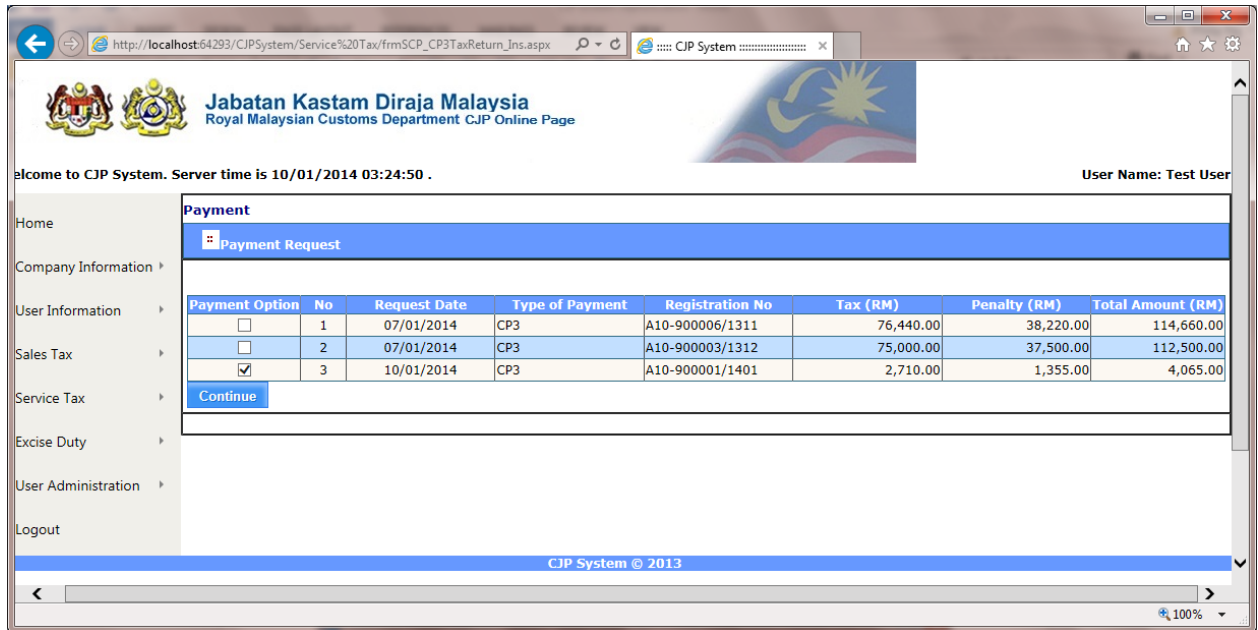 http://localhost:64293/CJPSystem/Service%20Tax/frmSCP_CP3TaxReturn_Ins.aspx
::::: CJP System ::::::::::::::::::::::
Jabatan Kastam Diraja Malaysia
Royal Malaysian Customs Department CJP Online Page
elcome to CJP System. Server time is 10/01/2014 03:24:50 .
User Name: Test User
Home
Company Information
User Information
Sales Tax
Service Tax
Excise Duty
User Administration
Logout
Payment
Payment Request
Payment Option No Request Date Type of Payment Registration No Tax (RM) Penalty (RM) Total Amount (RM)
1 07/01/2014 CP3 A10-900006/1311 76,440.00 38,220.00 114,660.00
2 07/01/2014 CP3 A10-900003/1312 75,000.00 37,500.00 112,500.00
3 10/01/2014 CP3 A10-900001/1401 2,710.00 1,355.00 4,065.00
Continue
CJP System © 2013
100%